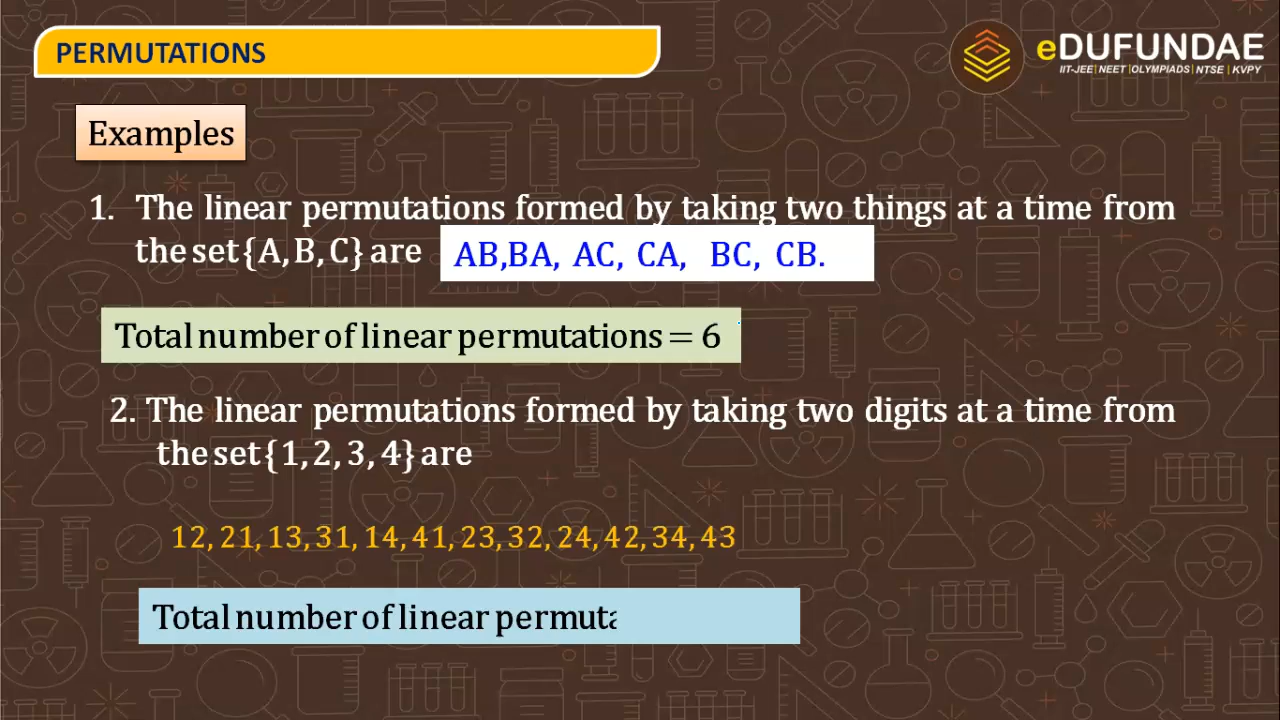 PERMUTATIONS
eDUFUNDAE
IIT-JEE| NEET |OLYMPIADS| NTSE | KVPY
Examples
1. The linear permutations formed by taking two things at a time from
the set {A, B, C} are AB,BA, AC, CA, BC, CB.
Total number of linear permutations = 6
2. The linear permutations formed by taking two digits at a time from
the set {1, 2, 3, 4} are
12, 21, 13, 31, 14, 41, 23, 32, 24, 42, 34, 43
Total number of linear permuta